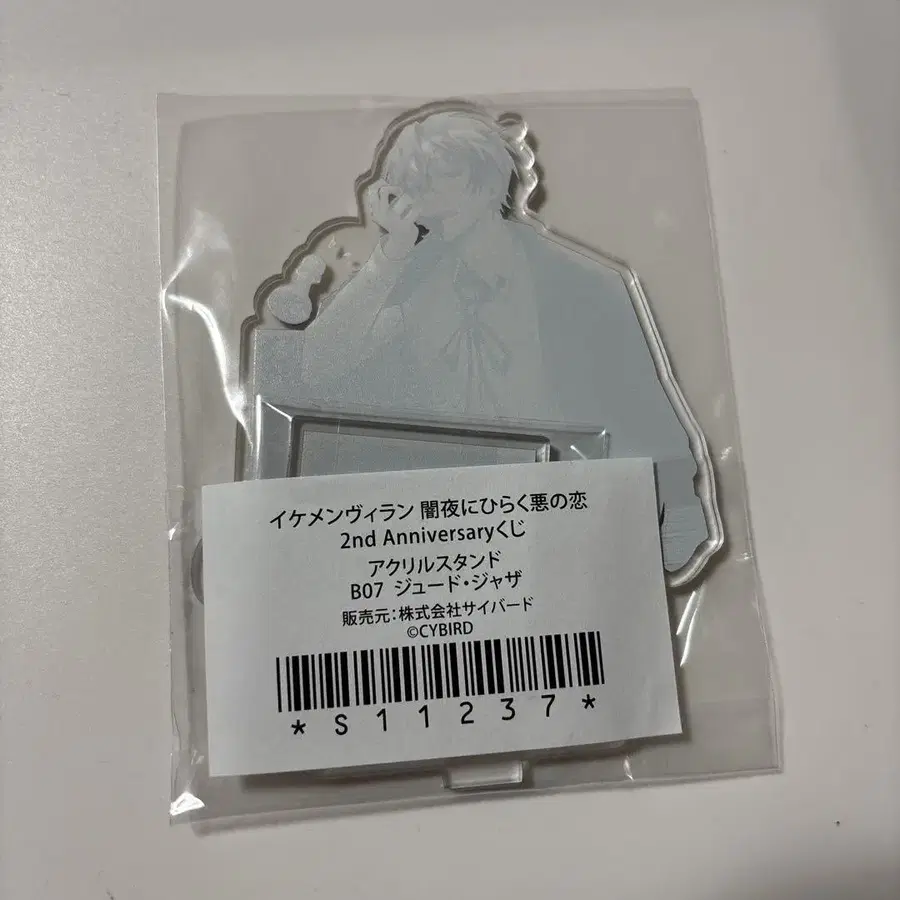 イケメンヴィラン 闇夜にひらく悪の恋
2nd Anniversaryくじ
アクリルスタンド
B07 ジュード・ジャザ
販売元：株式会社サイバード
©CYBIRD
*S11237*